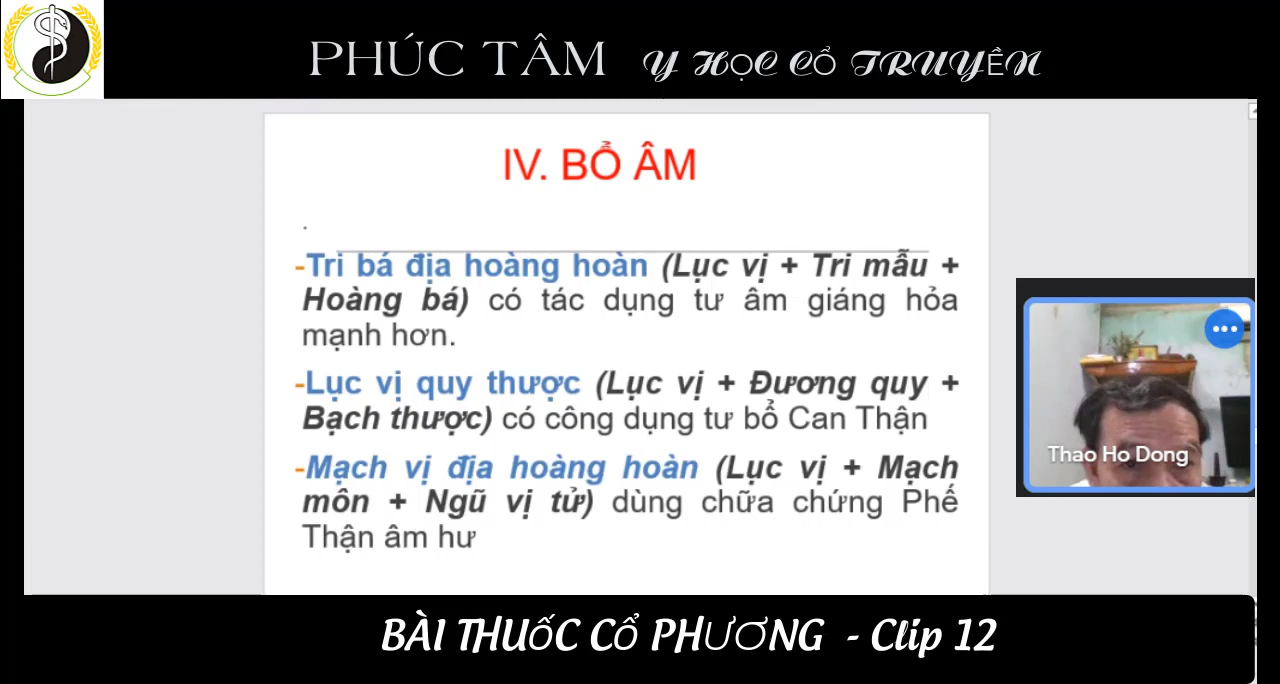 PHÚC TÂM Y HỌC CỔ TRUYỀN
IV. BỔ ÂM
.
-Tri bá địa hoàng hoàn (Lục vị + Tri mẫu +
Hoàng bá) có tác dụng tư âm giáng hỏa
mạnh hơn.
-Lục vị quy thược (Lục vị + Đương quy +
Bạch thược) có công dụng tư bổ Can Thận
-Mạch vị địa hoàng hoàn (Lục vị + Mạch
môn + Ngũ vị tử) dùng chữa chứng Phế
Thận âm hư
Thao Ho Dong
BÀI THUỐC CỔ PHƯƠNG - Clip 12